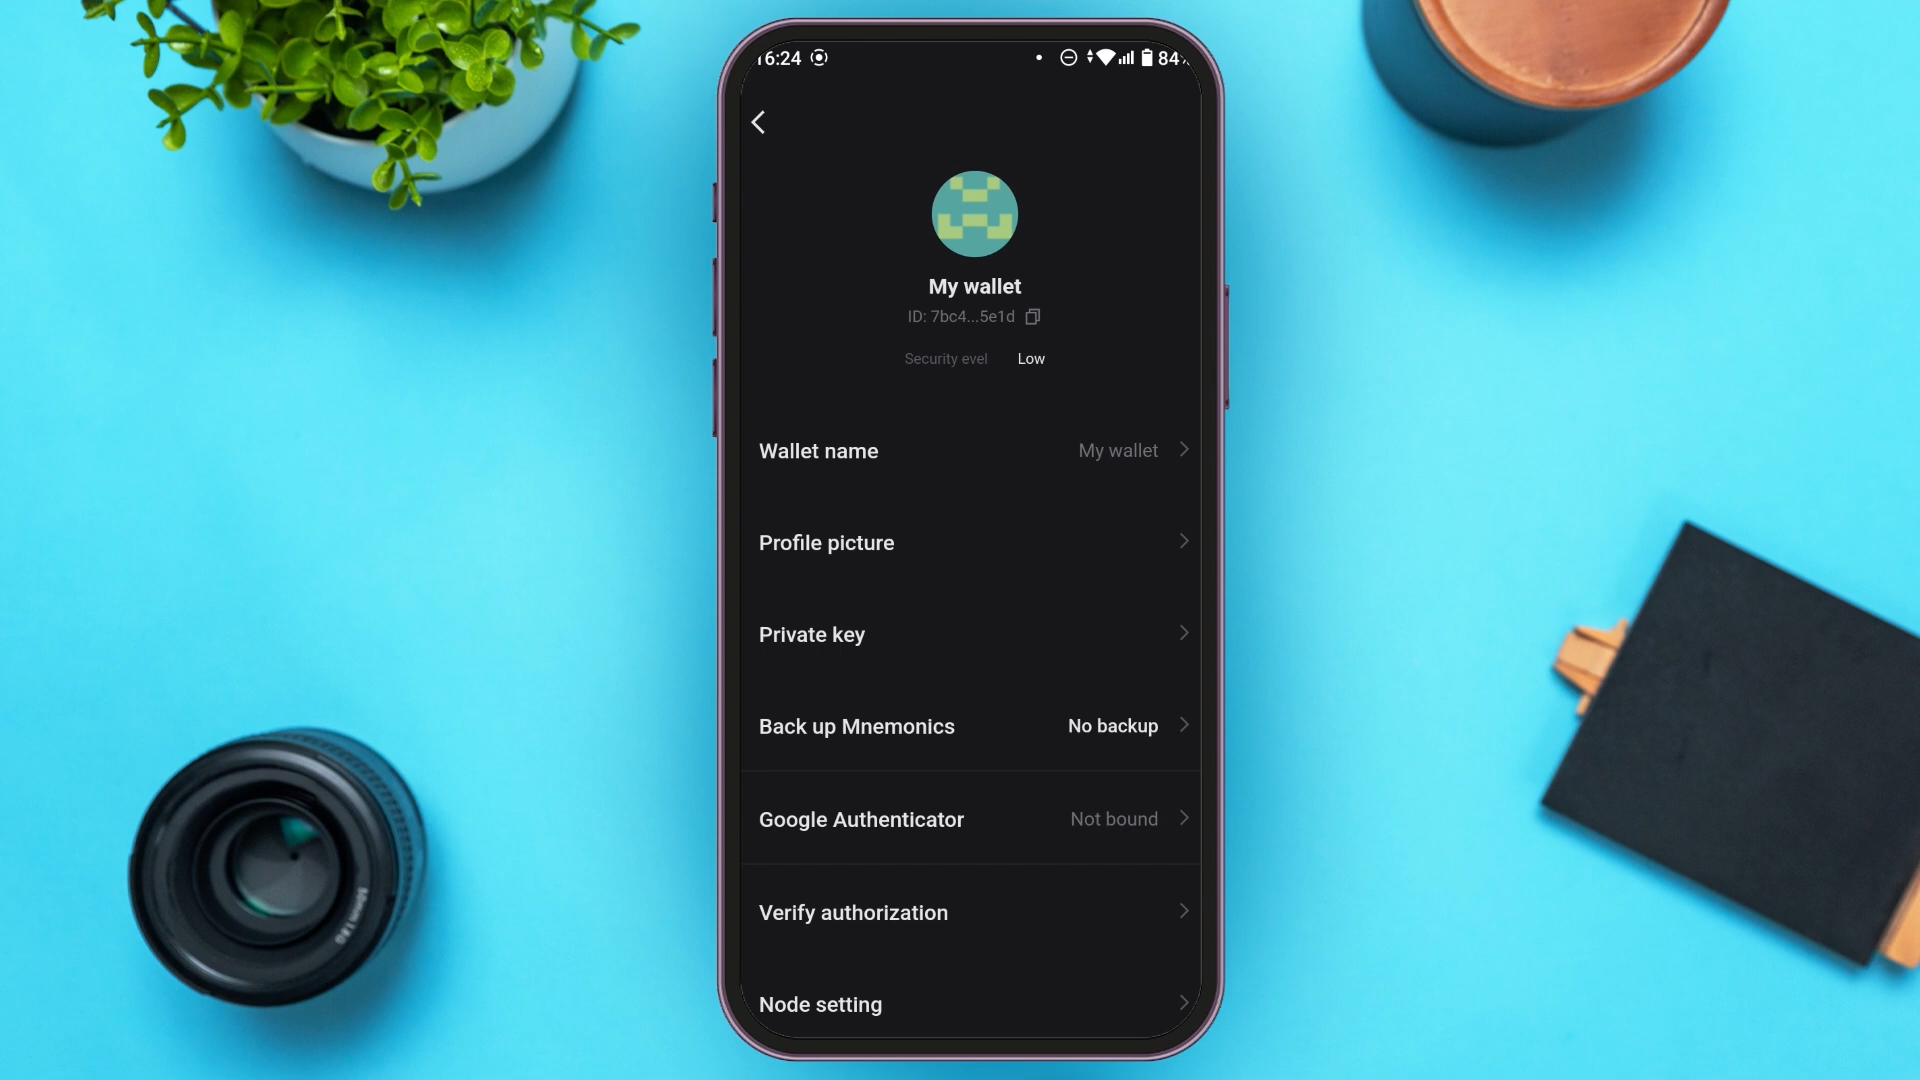 16:24 84
My wallet
ID: 7bc4...5e1d
Security evel Low
Wallet name My wallet
Profile picture
Private key
Back up Mnemonics No backup
Google Authenticator Not bound
Verify authorization
Node setting